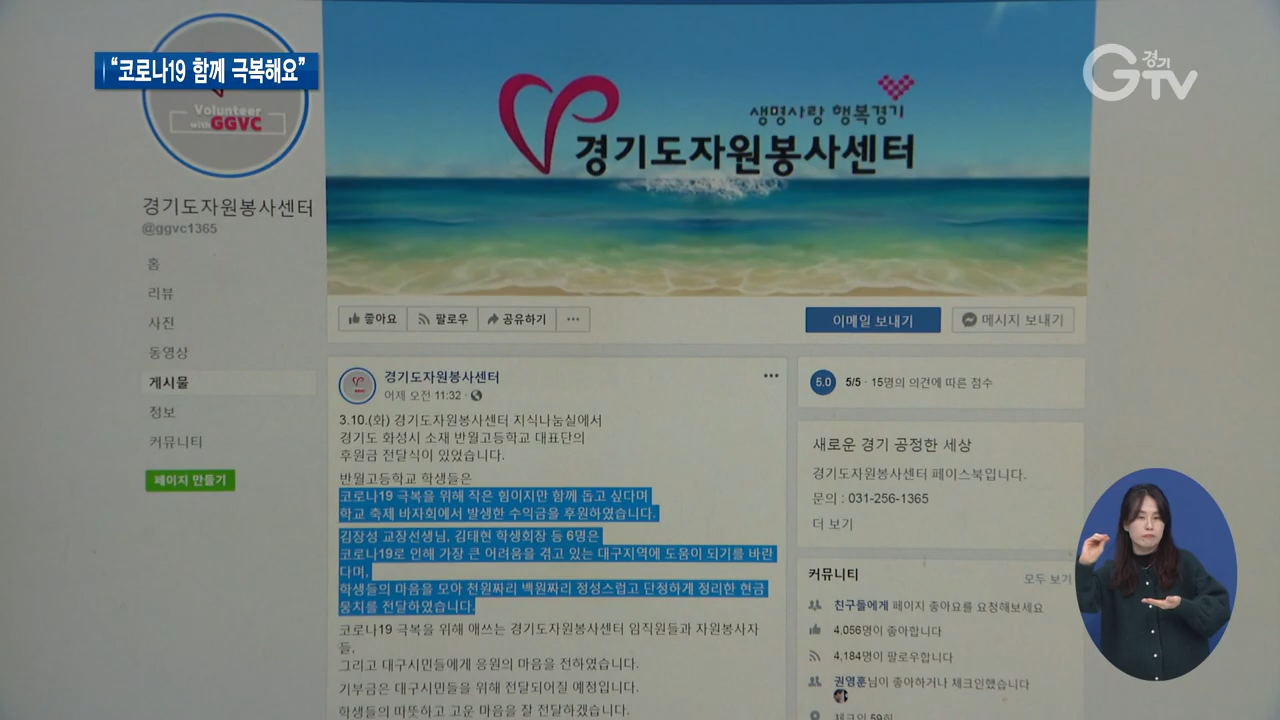 “코로나19 함께 극복해요”
경기
GTV
Volunteer
with GGVC
생명사랑 행복경기
경기도자원봉사센터
경기도자원봉사센터
@ggvc1365
홈
리뷰
사진
동영상
게시물
정보
커뮤니티
페이지 만들기
좋아요
팔로우
공유하기
...
이메일 보내기
메시지 보내기
경기도자원봉사센터
어제 오전 11:32 ·
3.10.(화) 경기도자원봉사센터 지식나눔실에서
경기도 화성시 소재 반월고등학교 대표단의
후원금 전달식이 있었습니다.
반월고등학교 학생들은
코로나19 극복을 위해 작은 힘이지만 함께 돕고 싶다며
학교 축제 바자회에서 발생한 수익금을 후원하였습니다.
김장성 교장선생님, 김태현 학생회장 등 6명은
코로나19로 인해 가장 큰 어려움을 겪고 있는 대구지역에 도움이 되기를 바란
다며,
학생들의 마음을 모아 천원짜리 백원짜리 정성스럽고 단정하게 정리한 현금
뭉치를 전달하였습니다.
코로나19 극복을 위해 애쓰는 경기도자원봉사센터 임직원들과 자원봉사자
들,
그리고 대구시민들에게 응원의 마음을 전하였습니다.
기부금은 대구시민들을 위해 전달되어질 예정입니다.
학생들의 따뜻하고 고운 마음을 잘 전달하겠습니다.
5.0 5/5 · 15명의 의견에 따른 점수
새로운 경기 공정한 세상
경기도자원봉사센터 페이스북입니다.
문의 : 031-256-1365
더 보기
커뮤니티
모두 보기
친구들에게 페이지 좋아요를 요청해보세요
4,056명이 좋아합니다
4,184명이 팔로우합니다
권영훈님이 좋아하거나 체크인했습니다
체크인 59회